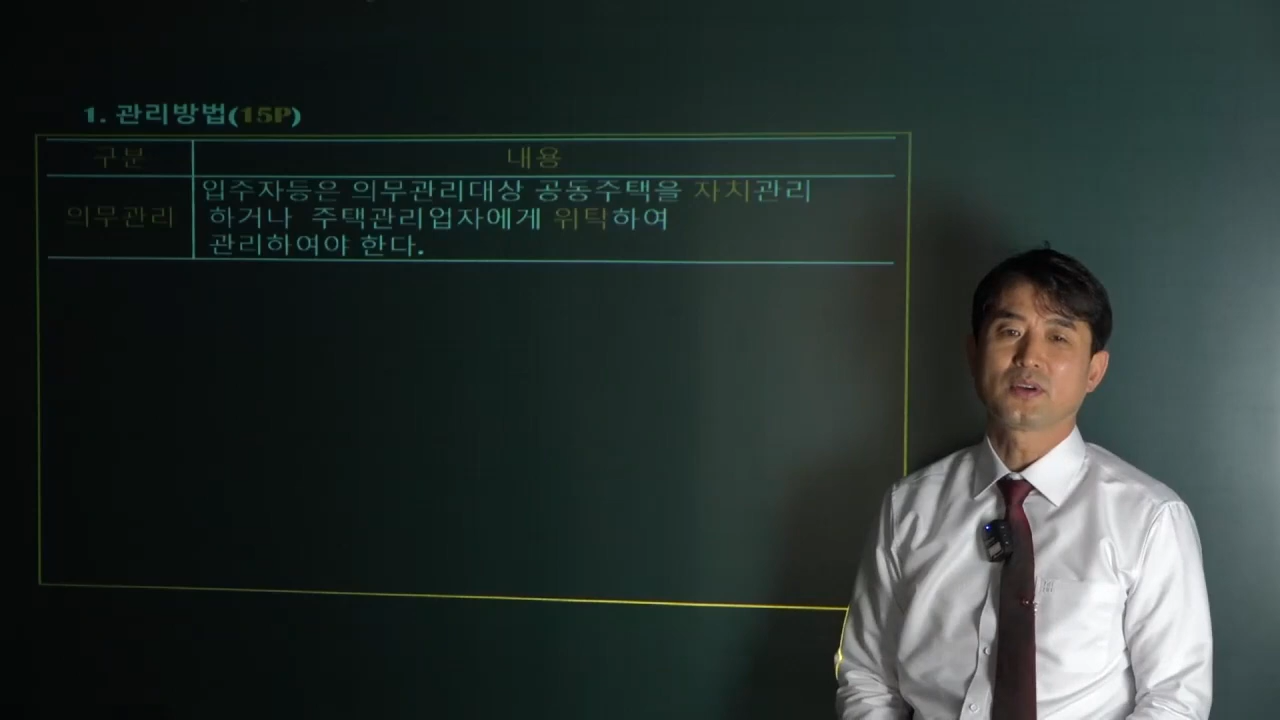 1. 관리방법(15P)
구분 내용
의무관리
입주자등은 의무관리대상 공동주택을 자치관리
하거나 주택관리업자에게 위탁하여
관리하여야 한다.